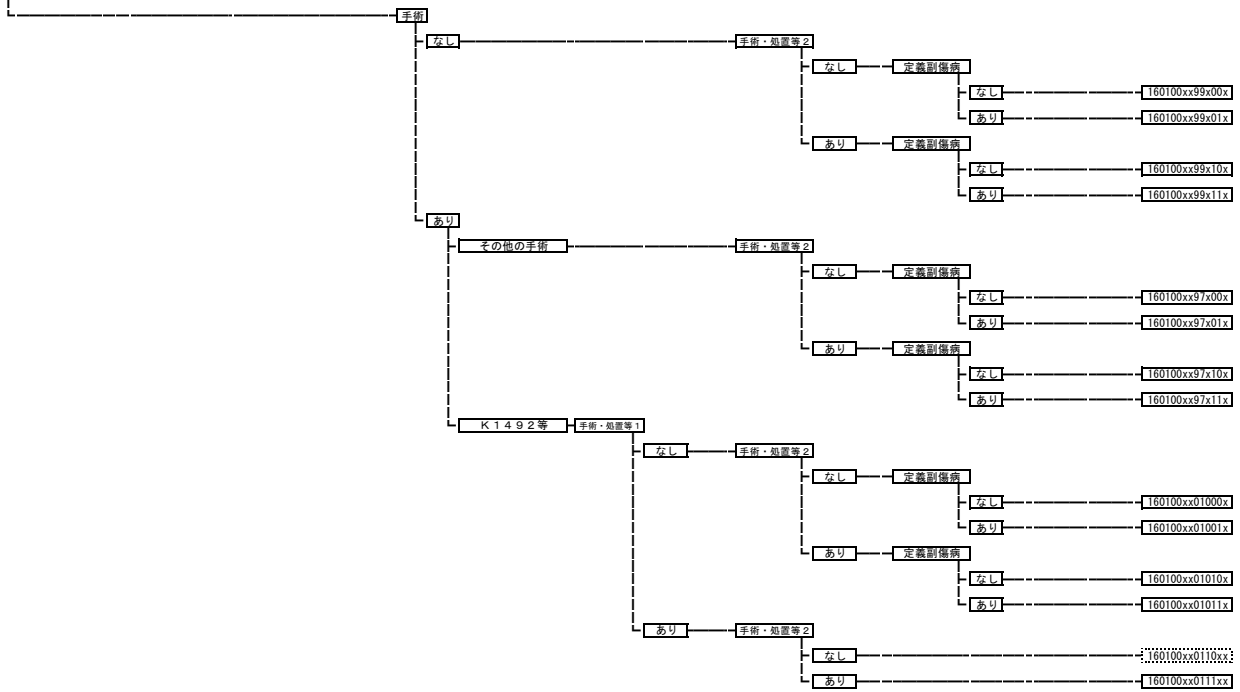 手術
なし 手術・処置等２
なし 定義副傷病
なし 160100xx99x00x
あり 160100xx99x01x
あり 定義副傷病
なし 160100xx99x10x
あり 160100xx99x11x
あり
その他の手術 手術・処置等２
なし 定義副傷病
なし 160100xx97x00x
あり 160100xx97x01x
あり 定義副傷病
なし 160100xx97x10x
あり 160100xx97x11x
Ｋ１４９２等 手術・処置等１
なし 手術・処置等２
なし 定義副傷病
なし 160100xx01000x
あり 160100xx01001x
あり 定義副傷病
なし 160100xx01010x
あり 160100xx01011x
あり 手術・処置等２
なし 160100xx0110xx
あり 160100xx0111xx